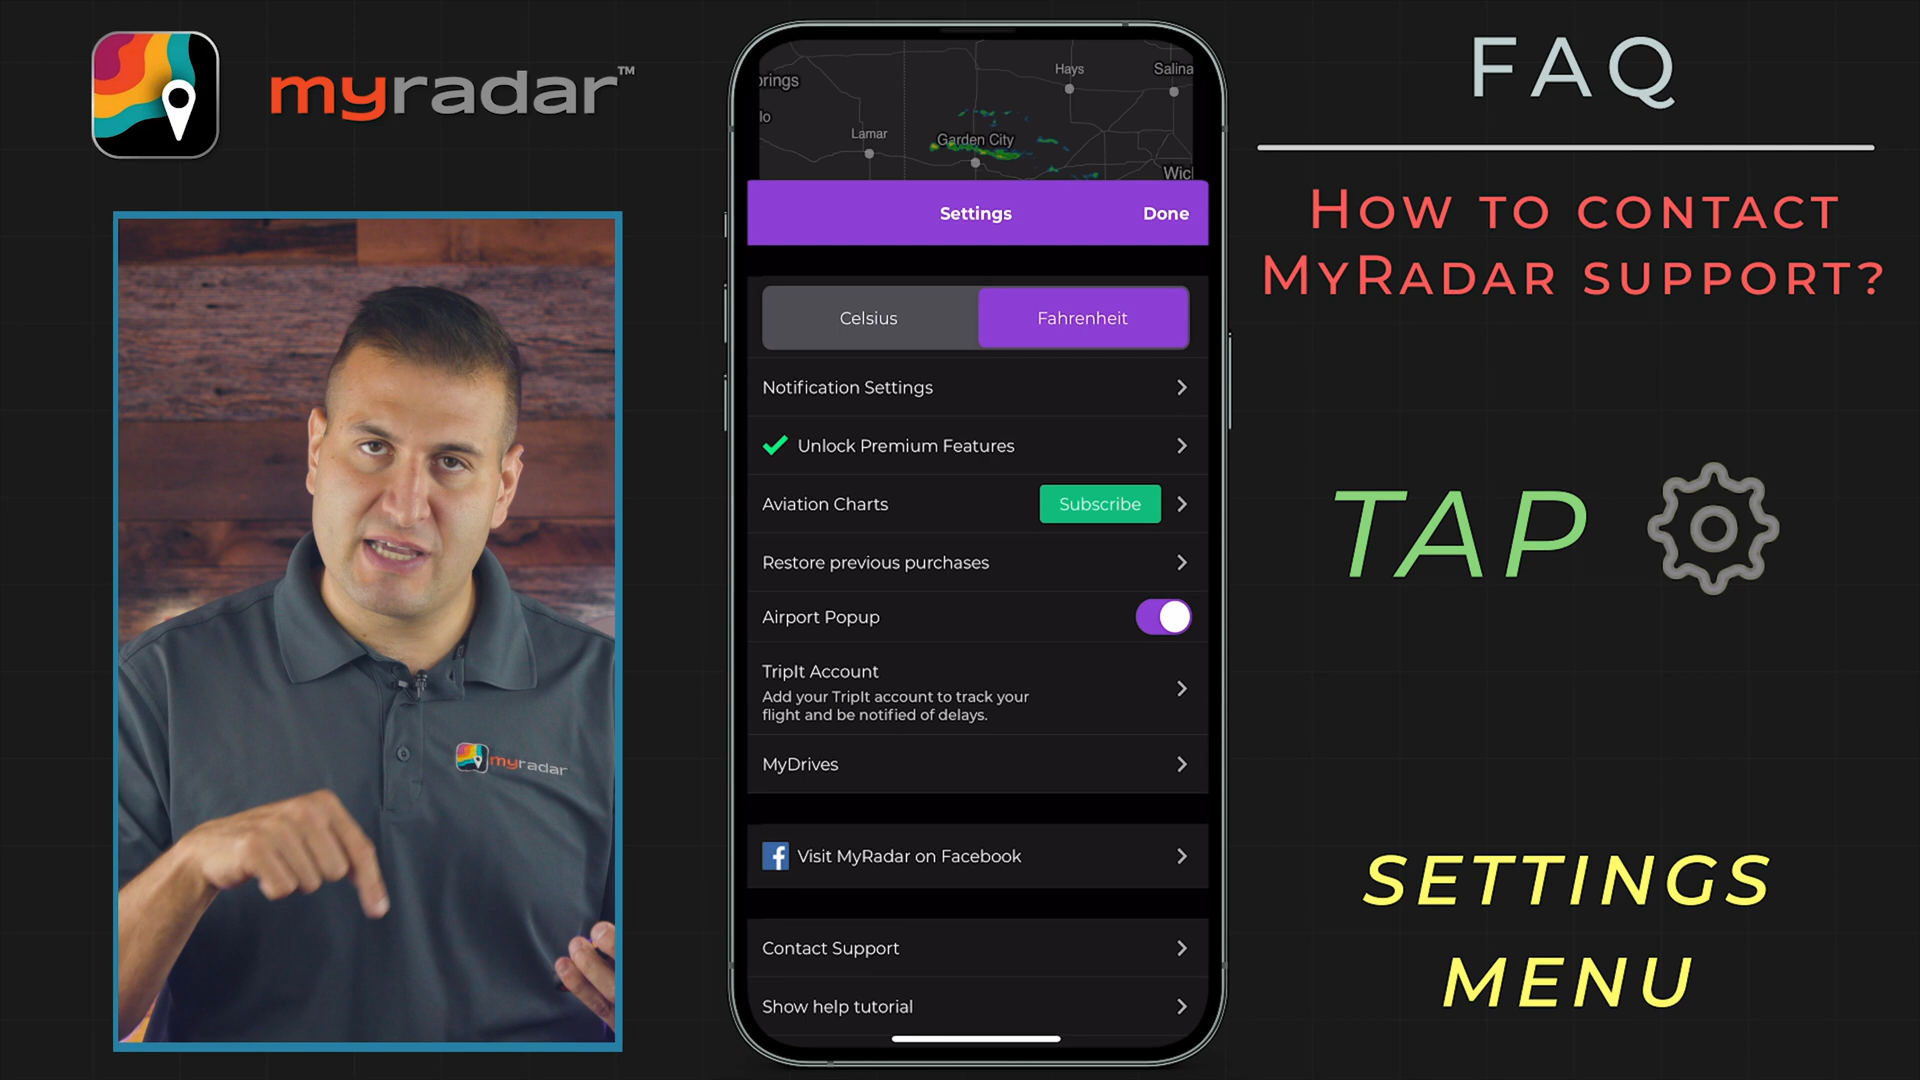 myradar™
myradar
prings
Hays
Salina
lo
Lamar
Garden City
Wicl
Settings
Done
Celsius
Fahrenheit
Notification Settings
Unlock Premium Features
Aviation Charts
Subscribe
Restore previous purchases
Airport Popup
TripIt Account
Add your TripIt account to track your
flight and be notified of delays.
MyDrives
Visit MyRadar on Facebook
Contact Support
Show help tutorial
FAQ
How to contact
MyRadar support?
TAP
SETTINGS
MENU